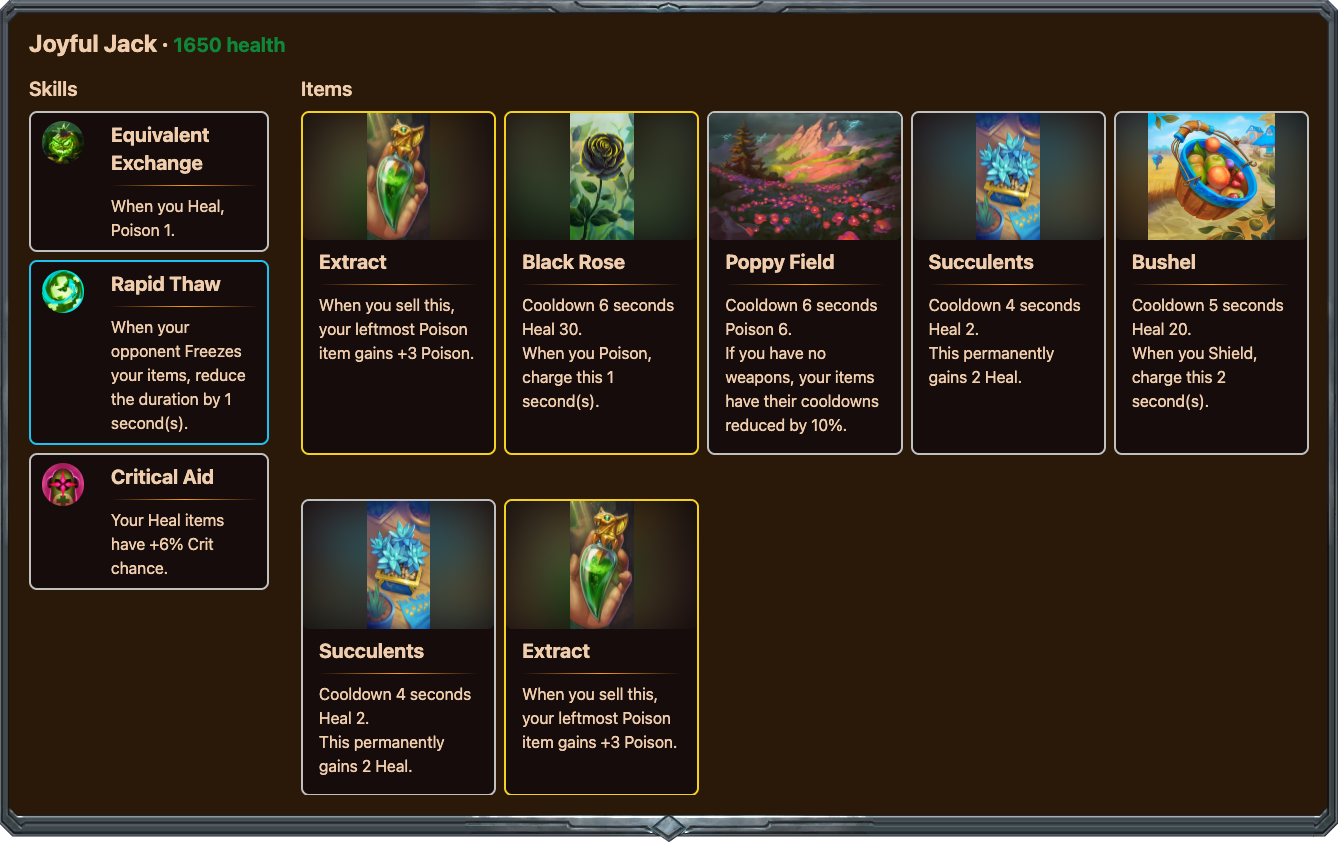 Joyful Jack · 1650 health
Skills
Equivalent
Exchange
When you Heal,
Poison 1.
Rapid Thaw
When your
opponent Freezes
your items, reduce
the duration by 1
second(s).
Critical Aid
Your Heal items
have +6% Crit
chance.
Items
Extract
When you sell this,
your leftmost Poison
item gains +3 Poison.
Black Rose
Cooldown 6 seconds
Heal 30.
When you Poison,
charge this 1
second(s).
Poppy Field
Cooldown 6 seconds
Poison 6.
If you have no
weapons, your items
have their cooldowns
reduced by 10%.
Succulents
Cooldown 4 seconds
Heal 2.
This permanently
gains 2 Heal.
Bushel
Cooldown 5 seconds
Heal 20.
When you Shield,
charge this 2
second(s).
Succulents
Cooldown 4 seconds
Heal 2.
This permanently
gains 2 Heal.
Extract
When you sell this,
your leftmost Poison
item gains +3 Poison.